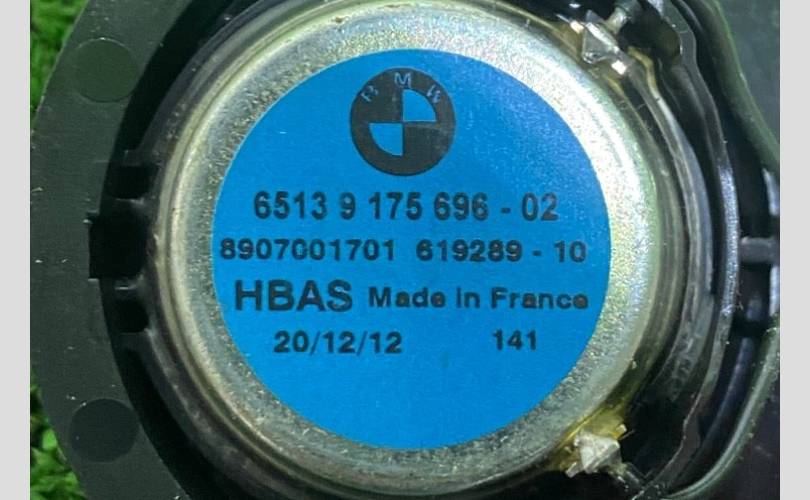 BMW
6513 9 175 696 - 02
8907001701 619289 - 10
HBAS Made in France
20/12/12 141